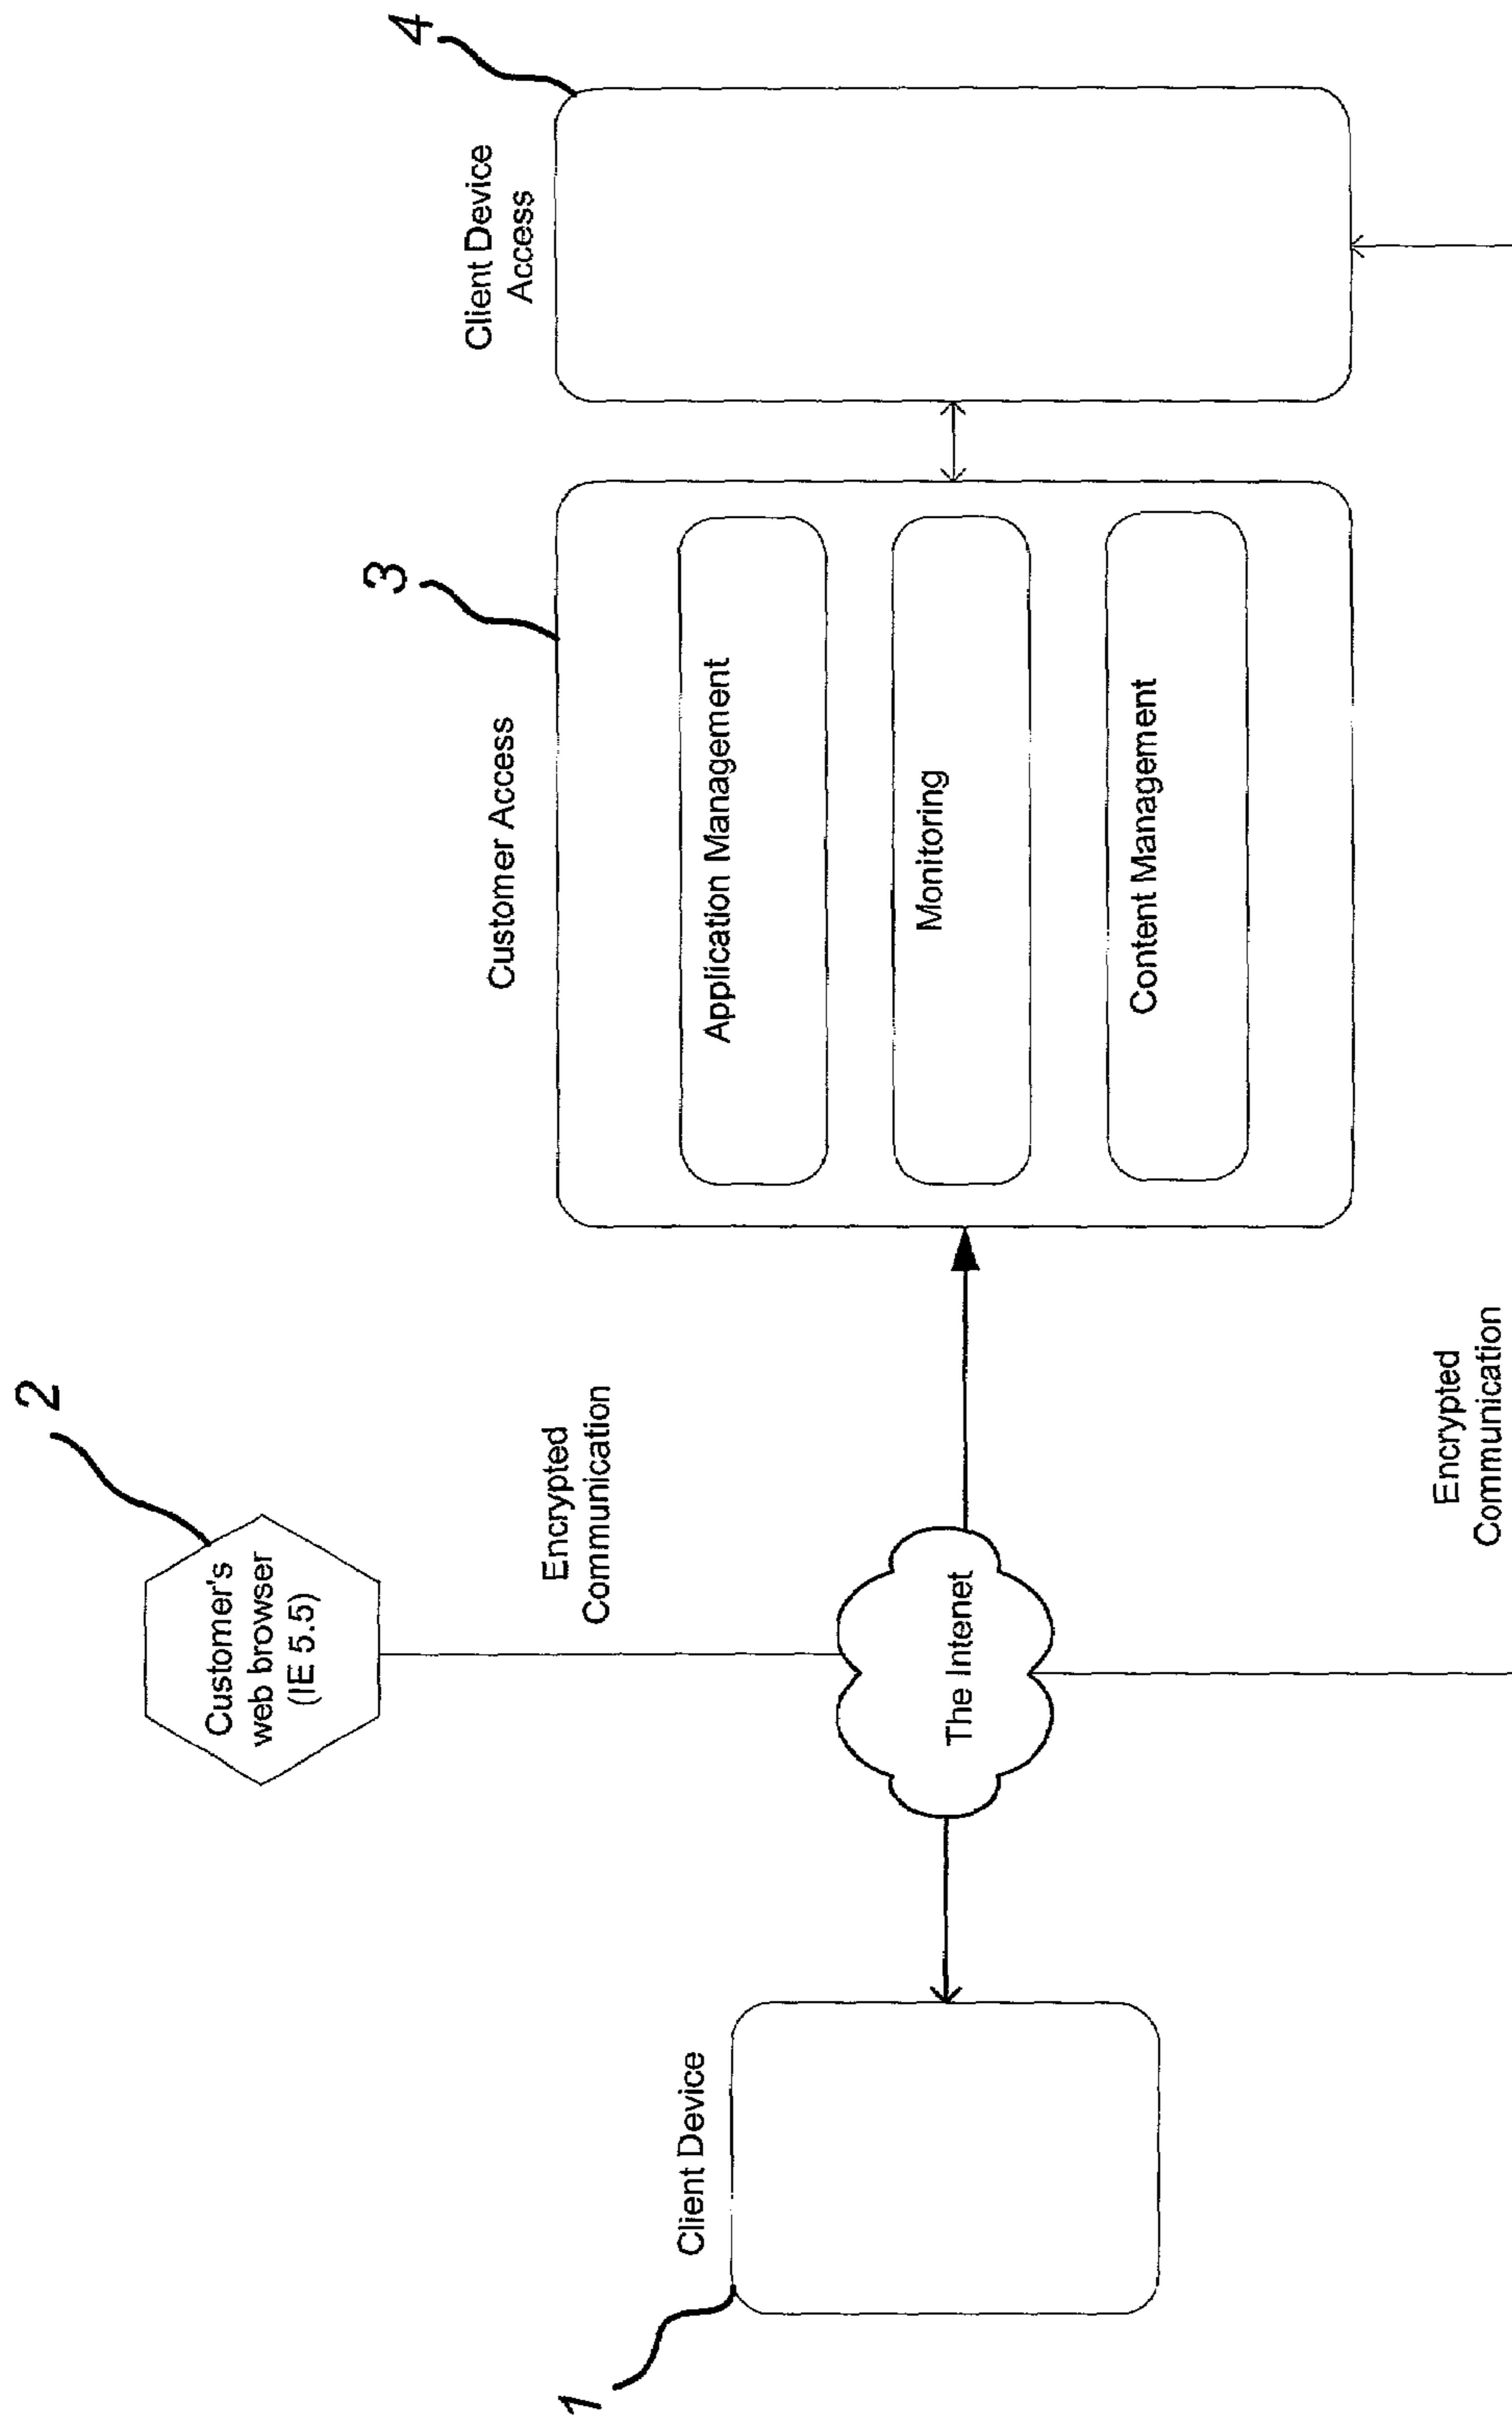 2
Customer's
web browser
(IE 5.5)
Encrypted
Communication
1
Client Device
The Intenet
Encrypted
Communication
3
Customer Access
Application Management
Monitoring
Content Management
4
Client Device
Access